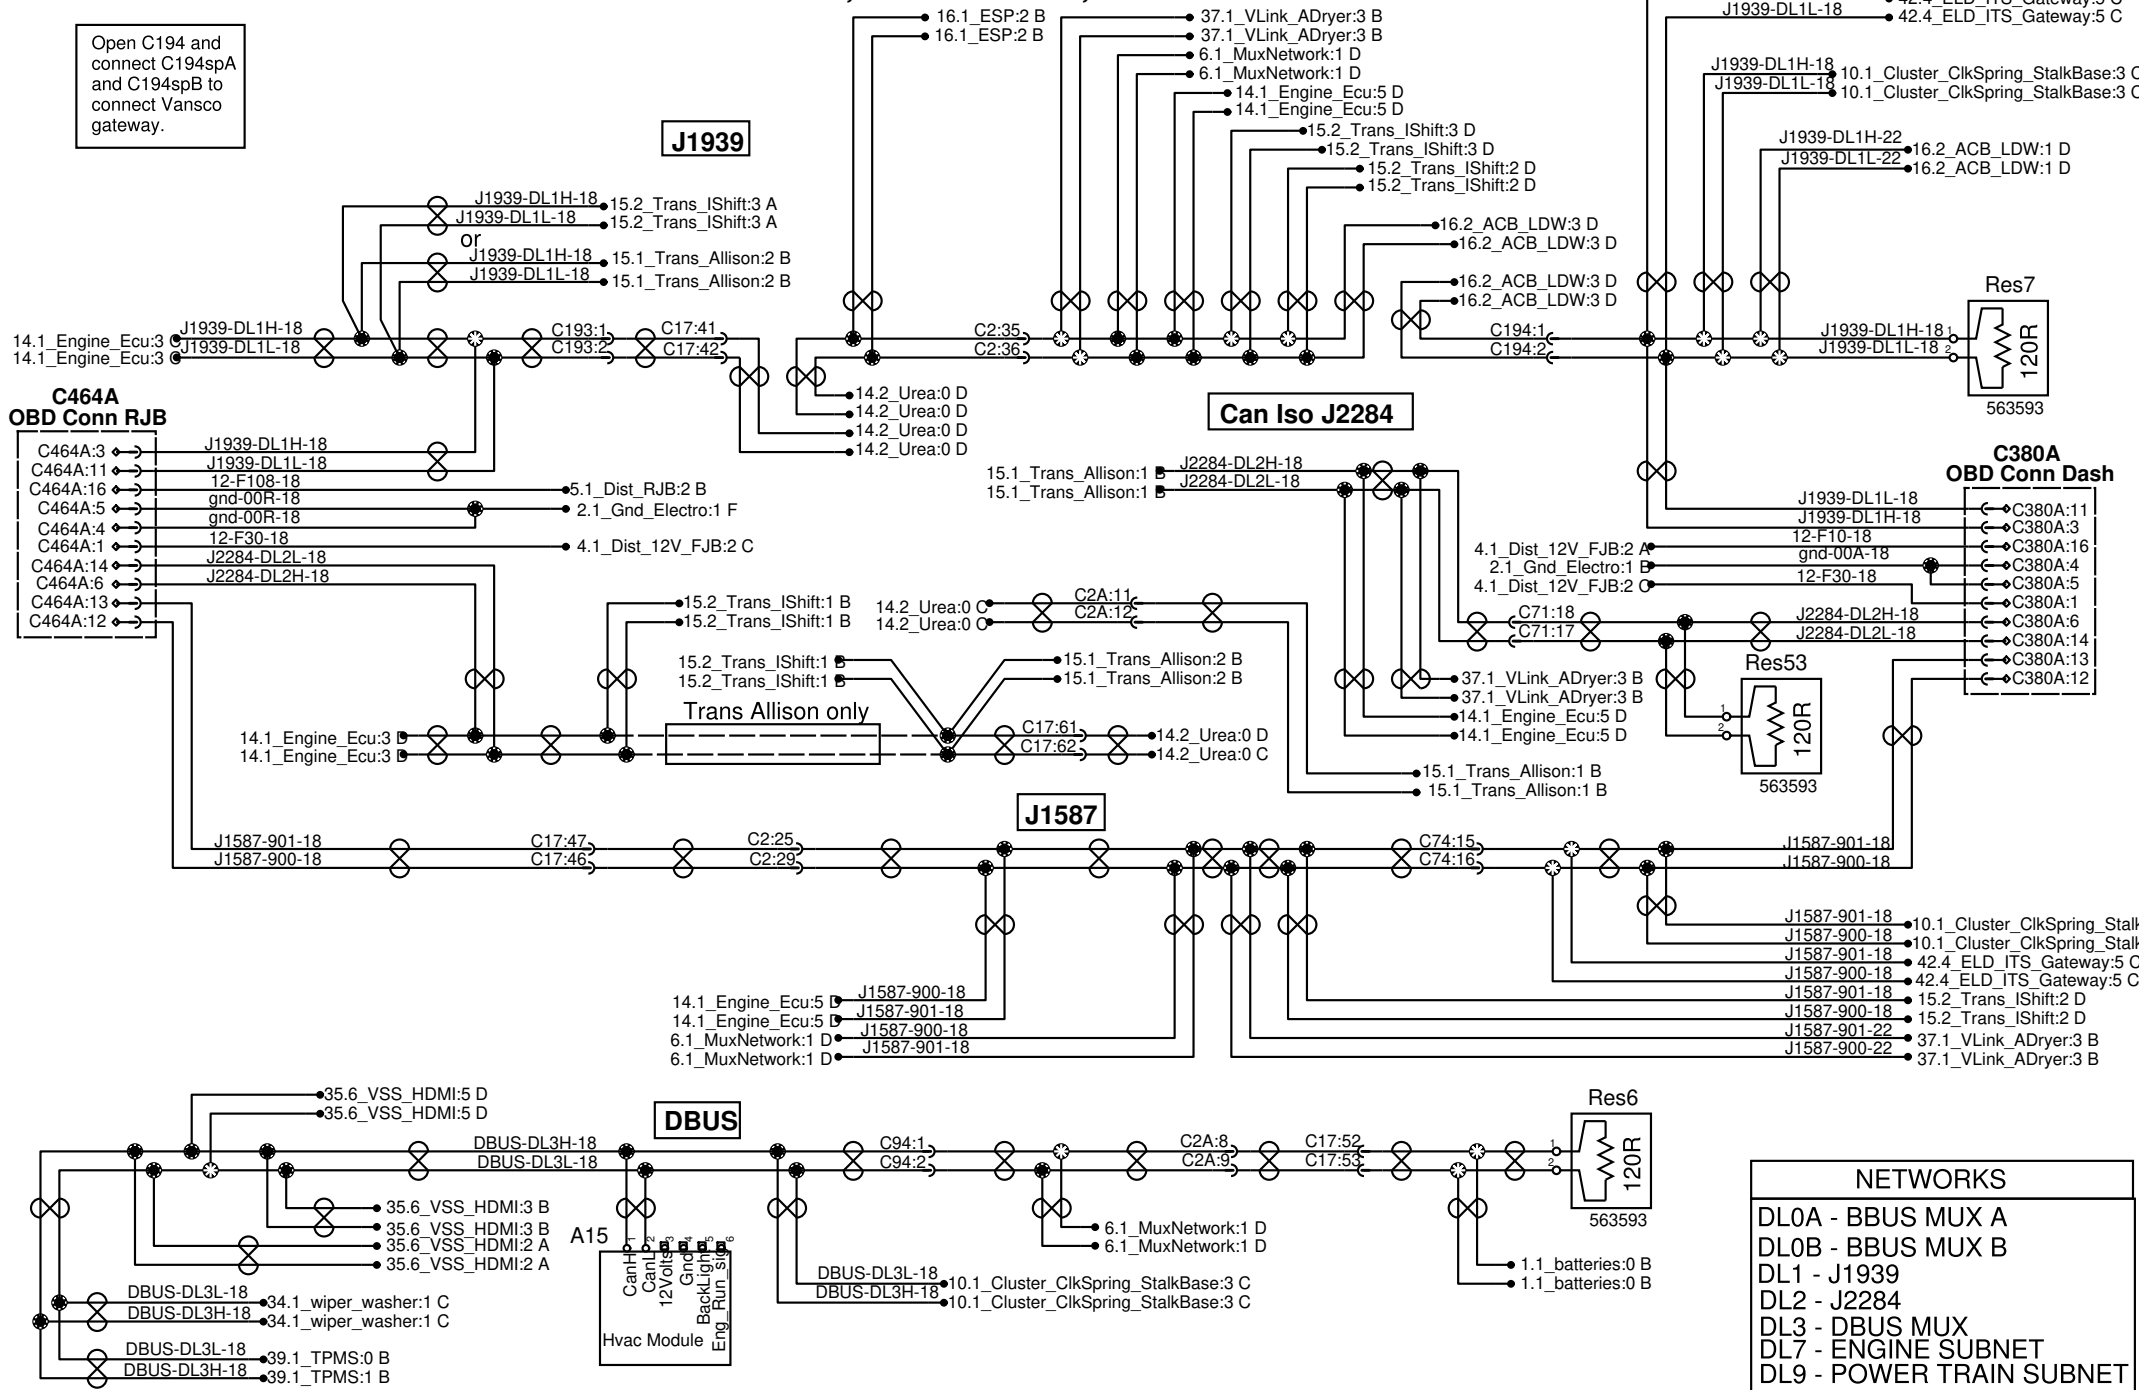 16.1_ESP:2 B
16.1_ESP:2 B
37.1_VLink_ADryer:3 B
37.1_VLink_ADryer:3 B
6.1_MuxNetwork:1 D
6.1_MuxNetwork:1 D
14.1_Engine_Ecu:5 D
14.1_Engine_Ecu:5 D
15.2_Trans_IShift:3 D
15.2_Trans_IShift:3 D
15.2_Trans_IShift:2 D
15.2_Trans_IShift:2 D
16.2_ACB_LDW:3 D
16.2_ACB_LDW:3 D
16.2_ACB_LDW:3 D
16.2_ACB_LDW:3 D
J1939-DL1L-18
42.4_ELD_ITS_Gateway:5 C
J1939-DL1H-18
10.1_Cluster_ClkSpring_StalkBase:3 C
J1939-DL1L-18
10.1_Cluster_ClkSpring_StalkBase:3 C
J1939-DL1H-22
16.2_ACB_LDW:1 D
J1939-DL1L-22
16.2_ACB_LDW:1 D
Open C194 and
connect C194spA
and C194spB to
connect Vansco
gateway.
J1939
J1939-DL1H-18
15.2_Trans_IShift:3 A
J1939-DL1L-18
15.2_Trans_IShift:3 A
or
J1939-DL1H-18
15.1_Trans_Allison:2 B
J1939-DL1L-18
15.1_Trans_Allison:2 B
14.1_Engine_Ecu:3 C
J1939-DL1H-18
14.1_Engine_Ecu:3 C
J1939-DL1L-18
C193:1
C193:2
C17:41
C17:42
C2:35
C2:36
C194:1
C194:2
J1939-DL1H-18
J1939-DL1L-18
1
2
Res7
120R
563593
14.2_Urea:0 D
14.2_Urea:0 D
14.2_Urea:0 D
14.2_Urea:0 D
C464A
OBD Conn RJB
C464A:3
J1939-DL1H-18
C464A:11
J1939-DL1L-18
C464A:16
12-F108-18
5.1_Dist_RJB:2 B
C464A:5
gnd-00R-18
2.1_Gnd_Electro:1 F
C464A:4
gnd-00R-18
C464A:1
12-F30-18
4.1_Dist_12V_FJB:2 C
C464A:14
J2284-DL2L-18
C464A:6
J2284-DL2H-18
C464A:13
C464A:12
Can Iso J2284
15.1_Trans_Allison:1 B
J2284-DL2H-18
15.1_Trans_Allison:1 B
J2284-DL2L-18
C380A
OBD Conn Dash
J1939-DL1L-18
C380A:11
J1939-DL1H-18
C380A:3
4.1_Dist_12V_FJB:2 A
12-F10-18
C380A:16
2.1_Gnd_Electro:1 B
gnd-00A-18
C380A:4
4.1_Dist_12V_FJB:2 C
12-F30-18
C380A:5
C380A:1
C71:18
J2284-DL2H-18
C380A:6
C71:17
J2284-DL2L-18
C380A:14
C380A:13
C380A:12
Res53
1
2
120R
563593
15.2_Trans_IShift:1 B
15.2_Trans_IShift:1 B
14.2_Urea:0 C
C2A:11
14.2_Urea:0 C
C2A:12
15.2_Trans_IShift:1 B
15.2_Trans_IShift:1 B
15.1_Trans_Allison:2 B
15.1_Trans_Allison:2 B
Trans Allison only
14.1_Engine_Ecu:3 D
14.1_Engine_Ecu:3 D
C17:61
14.2_Urea:0 D
C17:62
14.2_Urea:0 C
37.1_VLink_ADryer:3 B
37.1_VLink_ADryer:3 B
14.1_Engine_Ecu:5 D
14.1_Engine_Ecu:5 D
15.1_Trans_Allison:1 B
15.1_Trans_Allison:1 B
J1587
J1587-901-18
J1587-900-18
C17:47
C17:46
C2:25
C2:29
C74:15
C74:16
J1587-901-18
J1587-900-18
14.1_Engine_Ecu:5 D
J1587-900-18
14.1_Engine_Ecu:5 D
J1587-901-18
6.1_MuxNetwork:1 D
J1587-900-18
6.1_MuxNetwork:1 D
J1587-901-18
J1587-901-18
10.1_Cluster_ClkSpring_Stalk
J1587-900-18
10.1_Cluster_ClkSpring_Stalk
J1587-901-18
42.4_ELD_ITS_Gateway:5 C
J1587-900-18
42.4_ELD_ITS_Gateway:5 C
J1587-901-18
15.2_Trans_IShift:2 D
J1587-900-18
15.2_Trans_IShift:2 D
J1587-901-22
37.1_VLink_ADryer:3 B
J1587-900-22
37.1_VLink_ADryer:3 B
35.6_VSS_HDMI:5 D
35.6_VSS_HDMI:5 D
DBUS
DBUS-DL3H-18
DBUS-DL3L-18
C94:1
C94:2
C2A:8
C2A:9
C17:52
C17:53
1
2
Res6
120R
563593
35.6_VSS_HDMI:3 B
35.6_VSS_HDMI:3 B
35.6_VSS_HDMI:2 A
35.6_VSS_HDMI:2 A
DBUS-DL3L-18
34.1_wiper_washer:1 C
DBUS-DL3H-18
34.1_wiper_washer:1 C
DBUS-DL3L-18
39.1_TPMS:0 B
DBUS-DL3H-18
39.1_TPMS:1 B
A15
1
2
3
4
5
6
CanH
CanL
12Volts
Gnd
BackLight
Eng_Run_sig
Hvac Module
DBUS-DL3L-18
10.1_Cluster_ClkSpring_StalkBase:3 C
DBUS-DL3H-18
10.1_Cluster_ClkSpring_StalkBase:3 C
6.1_MuxNetwork:1 D
6.1_MuxNetwork:1 D
1.1_batteries:0 B
1.1_batteries:0 B
NETWORKS
DL0A - BBUS MUX A
DL0B - BBUS MUX B
DL1 - J1939
DL2 - J2284
DL3 - DBUS MUX
DL7 - ENGINE SUBNET
DL9 - POWER TRAIN SUBNET